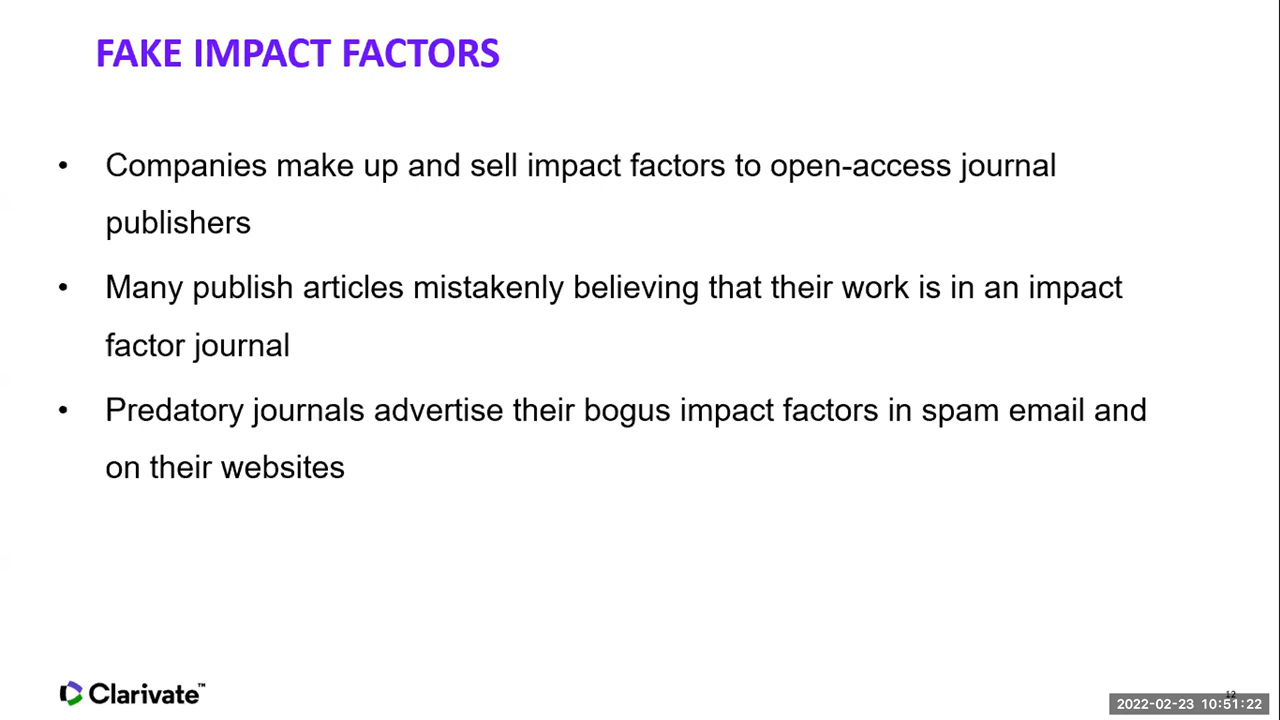 FAKE IMPACT FACTORS
• Companies make up and sell impact factors to open-access journal
publishers
• Many publish articles mistakenly believing that their work is in an impact
factor journal
• Predatory journals advertise their bogus impact factors in spam email and
on their websites
Clarivate™
12
2022-02-23 10:51:22